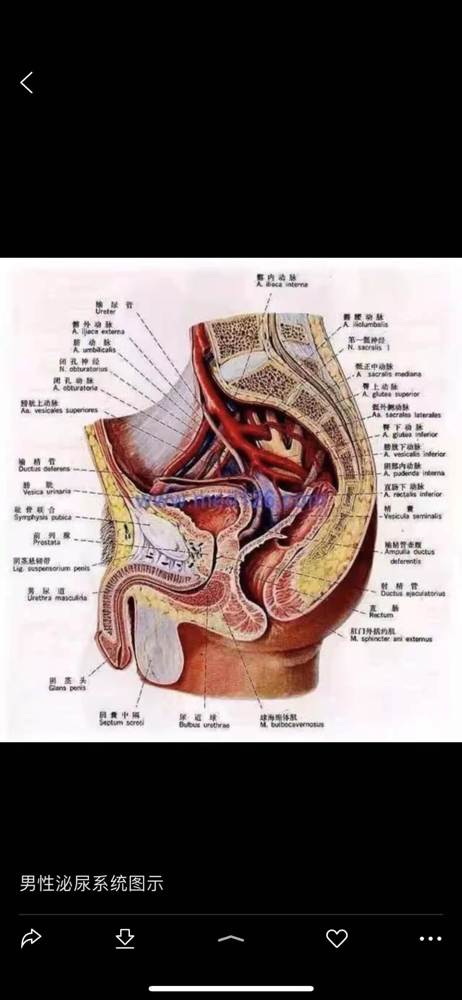 髂内动脉
A. iliaca interna
输尿管
Ureter
髂外动脉
A. iliaca externa
脐动脉
A. umbilicalis
闭孔神经
N. obturatorius
闭孔动脉
A. obturatoria
膀胱上动脉
Aa. vesicales superiores
输精管
Ductus deferens
膀胱
Vesica urinaria
耻骨联合
Symphysis pubica
前列腺
Prostata
阴茎悬韧带
Lig. suspensorium penis
男尿道
Urethra masculina
阴茎头
Glans penis
阴囊中隔
Septum scroti
尿道球
Bulbus urethrae
球海绵体肌
M. bulbocavernosus
髂腰动脉
A. iliolumbalis
第一骶神经
N. sacralis 1
骶正中动脉
A sacralis mediana
臀上动脉
A. glutea superior
骶外侧动脉
Aa. sacrales laterales
臀下动脉
A. glutea inferior
膀胱下动脉
A. vesicalis inferior
阴部内动脉
A. pudenda interna
直肠下动脉
A. rectalis inferior
精囊
Vesicula seminalis
输精管壶腹
Ampulla ductus
deferentis
射精管
Ductus ejaculatorius
直肠
Rectum
肛门外括约肌
M. sphincter ani externus
男性泌尿系统图示